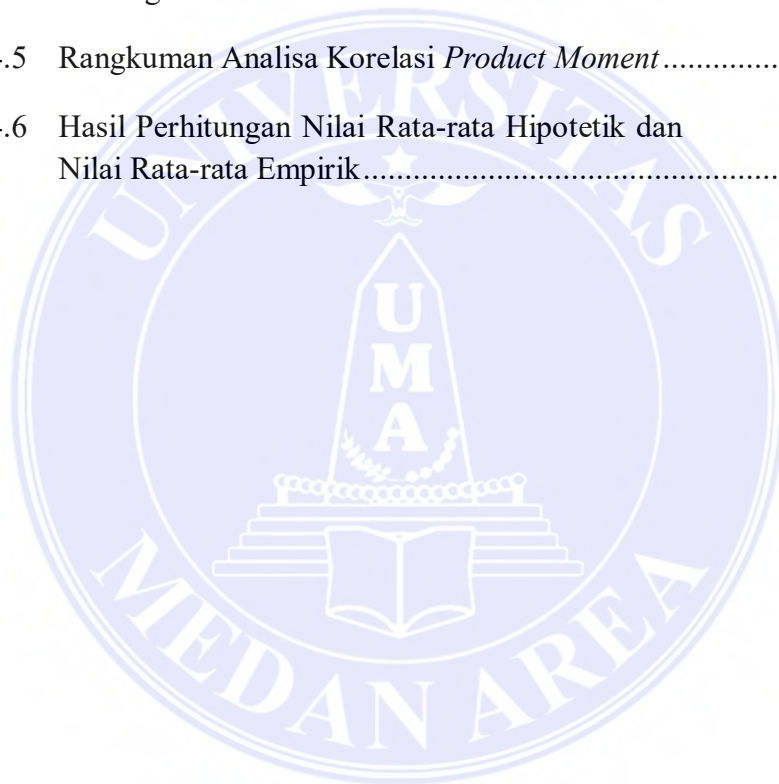 .5 Rangkuman Analisa Korelasi Product Moment..............
.6 Hasil Perhitungan Nilai Rata-rata Hipotetik dan
Nilai Rata-rata Empirik..................................................
UNIVERSITAS
U
M
A
MEDAN AREA